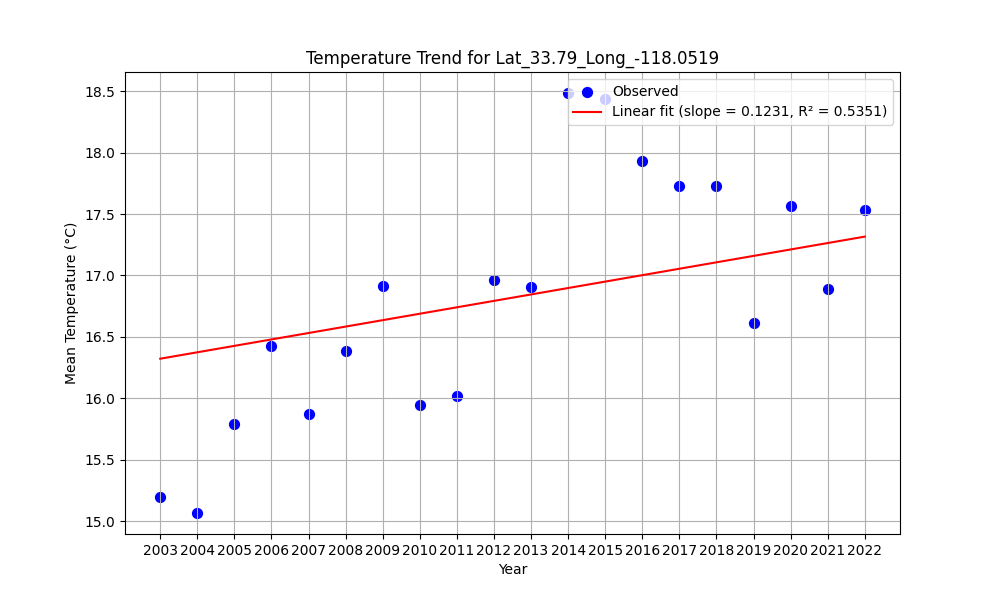 Temperature Trend for Lat_33.79_Long_-118.0519
Observed
Linear fit (slope = 0.1231, R² = 0.5351)
Mean Temperature (°C)
18.5
18.0
17.5
17.0
16.5
16.0
15.5
15.0
2003 2004 2005 2006 2007 2008 2009 2010 2011 2012 2013 2014 2015 2016 2017 2018 2019 2020 2021 2022
Year